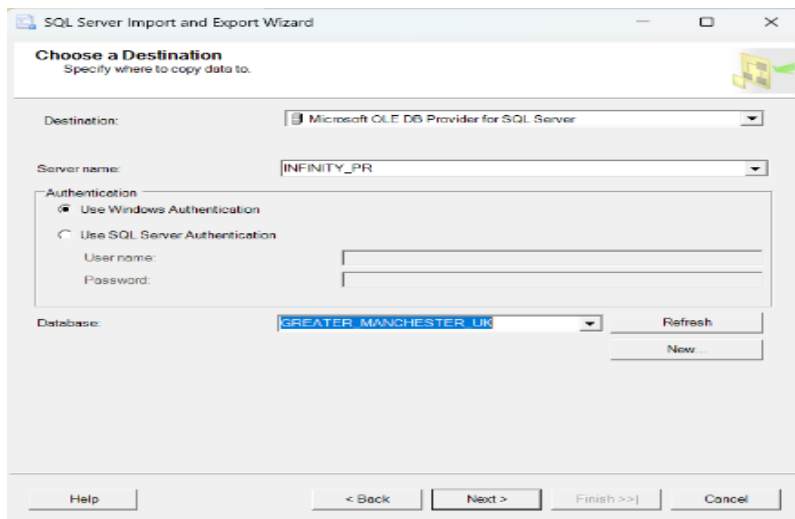 SQL Server Import and Export Wizard
Choose a Destination
Specify where to copy data to.
Destination: Microsoft OLE DB Provider for SQL Server
Server name: INFINITY_PR
Authentication
Use Windows Authentication
Use SQL Server Authentication
User name:
Password:
Database: GREATER_MANCHESTER_UK Refresh
New...
Help < Back Next > Finish >>| Cancel